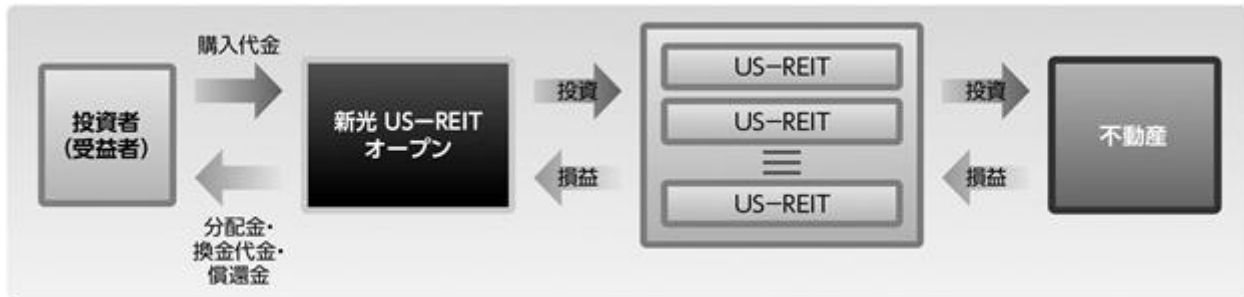 購入代金
投資者
(受益者)
分配金・
換金代金・
償還金
新光 US-REIT
オープン
投資
損益
US-REIT
US-REIT
US-REIT
投資
損益
不動産